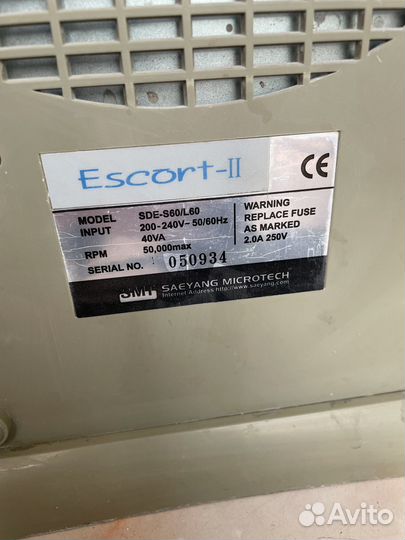 Escort-II
CE
MODEL SDE-S60/L60
INPUT 200-240V~50/60Hz
40VA
RPM 50,000max
SERIAL NO. 050934
WARNING
REPLACE FUSE
AS MARKED
2.0A 250V
SMT SAEYANG MICROTECH
Internet Address http://www.saeyang.com
Avito